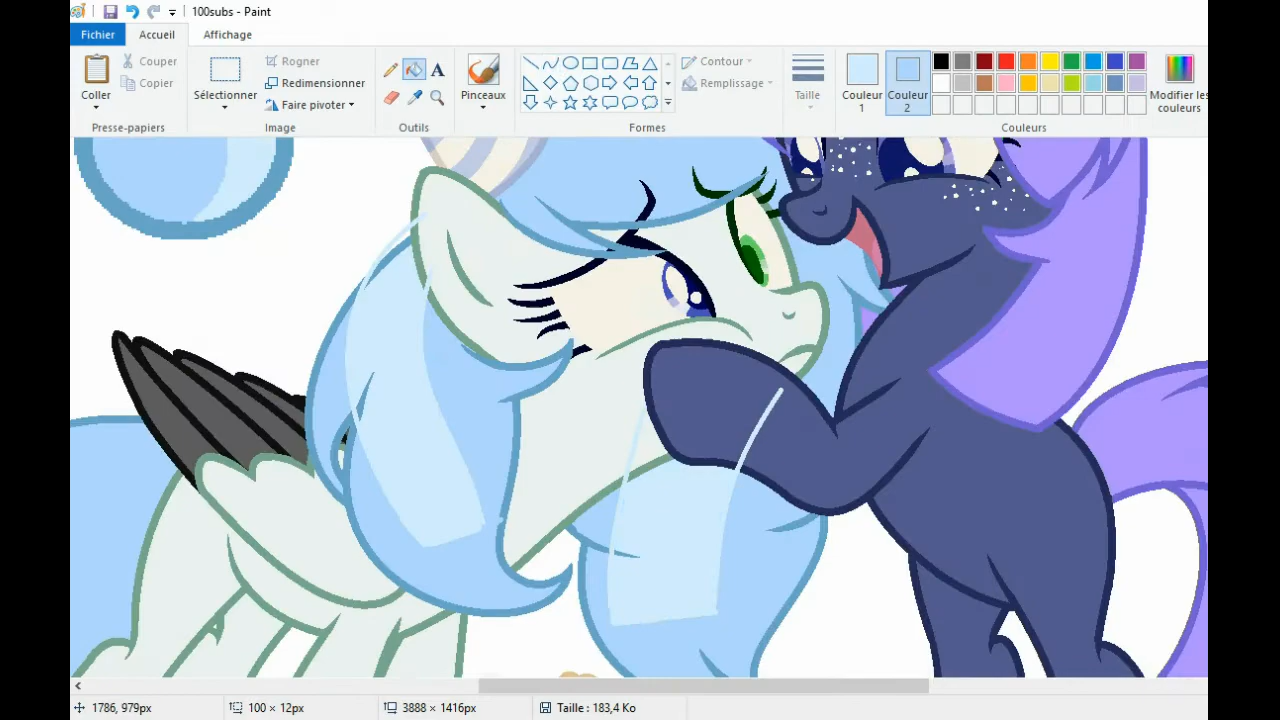 100subs - Paint
Fichier Accueil Affichage
Coller
Couper
Copier
Presse-papiers
Sélectionner
Rogner
Redimensionner
Faire pivoter
Image
A
Outils
Pinceaux
Contour
Remplissage
Formes
Taille
Couleur
1
Couleur
2
Modifier les
couleurs
Couleurs
1786, 979px 100 × 12px 3888 × 1416px Taille : 183,4 Ko